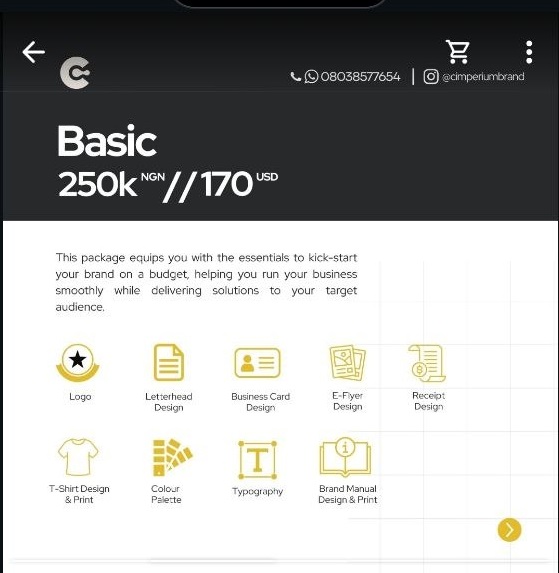 08038577654 | @cimperiumbrand
Basic
250k NGN // 170 USD
This package equips you with the essentials to kick-start
your brand on a budget, helping you run your business
smoothly while delivering solutions to your target
audience.
Logo
Letterhead
Design
Business Card
Design
E-Flyer
Design
Receipt
Design
T-Shirt Design
& Print
Colour
Palette
Typography
Brand Manual
Design & Print